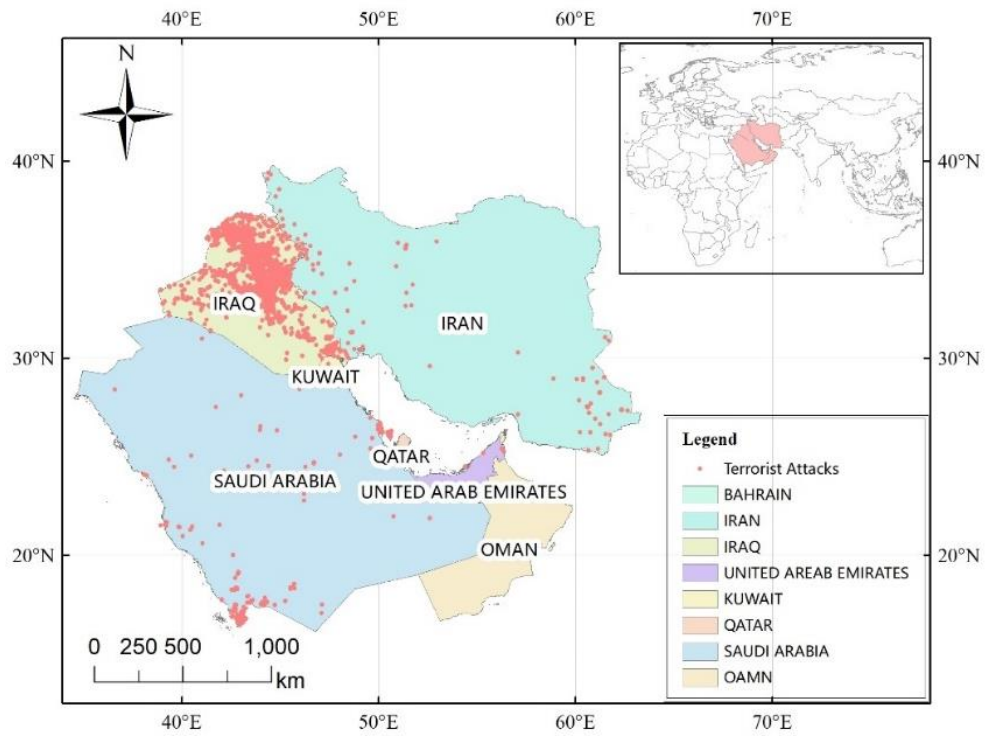 40°E 50°E 60°E 70°E
N
40°N 40°N
IRAQ
IRAN
30°N 30°N
KUWAIT
QATAR
SAUDI ARABIA
UNITED ARAB EMIRATES
OMAN
20°N 20°N
0 250 500 1,000
km
Legend
Terrorist Attacks
BAHRAIN
IRAN
IRAQ
UNITED AREAB EMIRATES
KUWAIT
QATAR
SAUDI ARABIA
OAMN
40°E 50°E 60°E 70°E